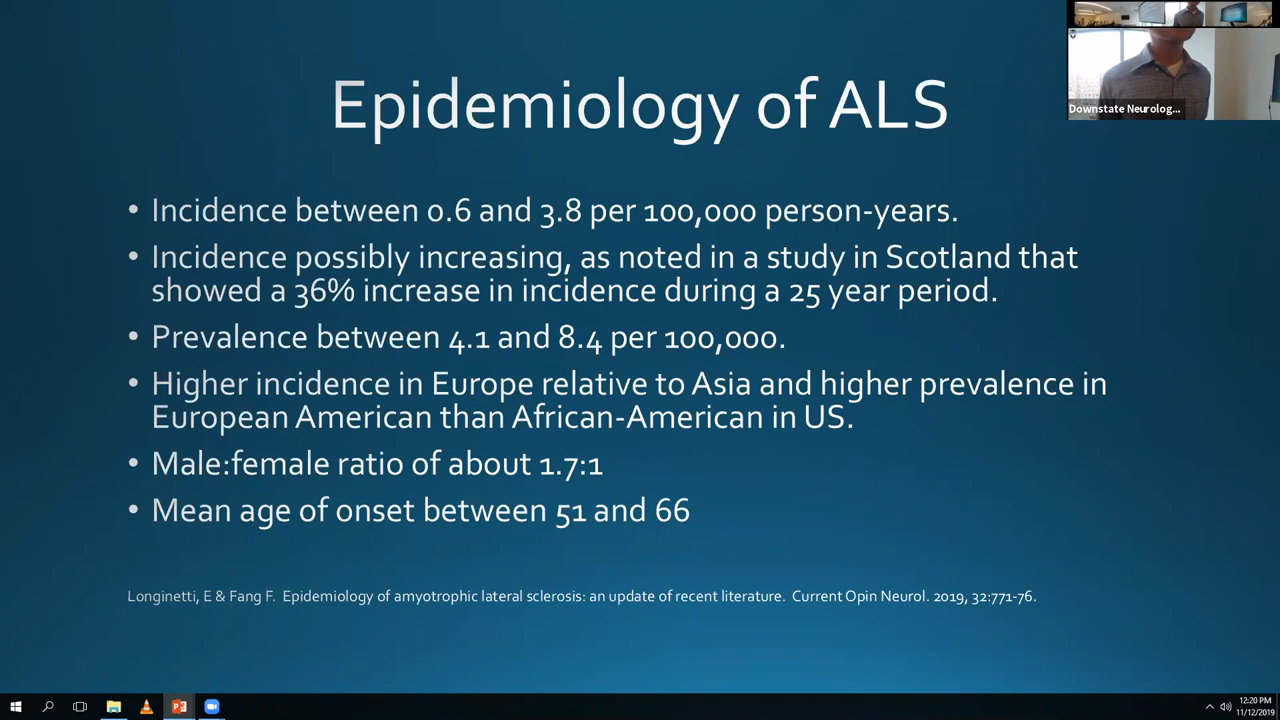 Epidemiology of ALS
Downstate Neurolog...
• Incidence between 0.6 and 3.8 per 100,000 person-years.
• Incidence possibly increasing, as noted in a study in Scotland that
showed a 36% increase in incidence during a 25 year period.
• Prevalence between 4.1 and 8.4 per 100,000.
• Higher incidence in Europe relative to Asia and higher prevalence in
European American than African-American in US.
• Male:female ratio of about 1.7:1
• Mean age of onset between 51 and 66
Longinetti, E & Fang F. Epidemiology of amyotrophic lateral sclerosis: an update of recent literature. Current Opin Neurol. 2019, 32:771-76.
12:20 PM
11/12/2019